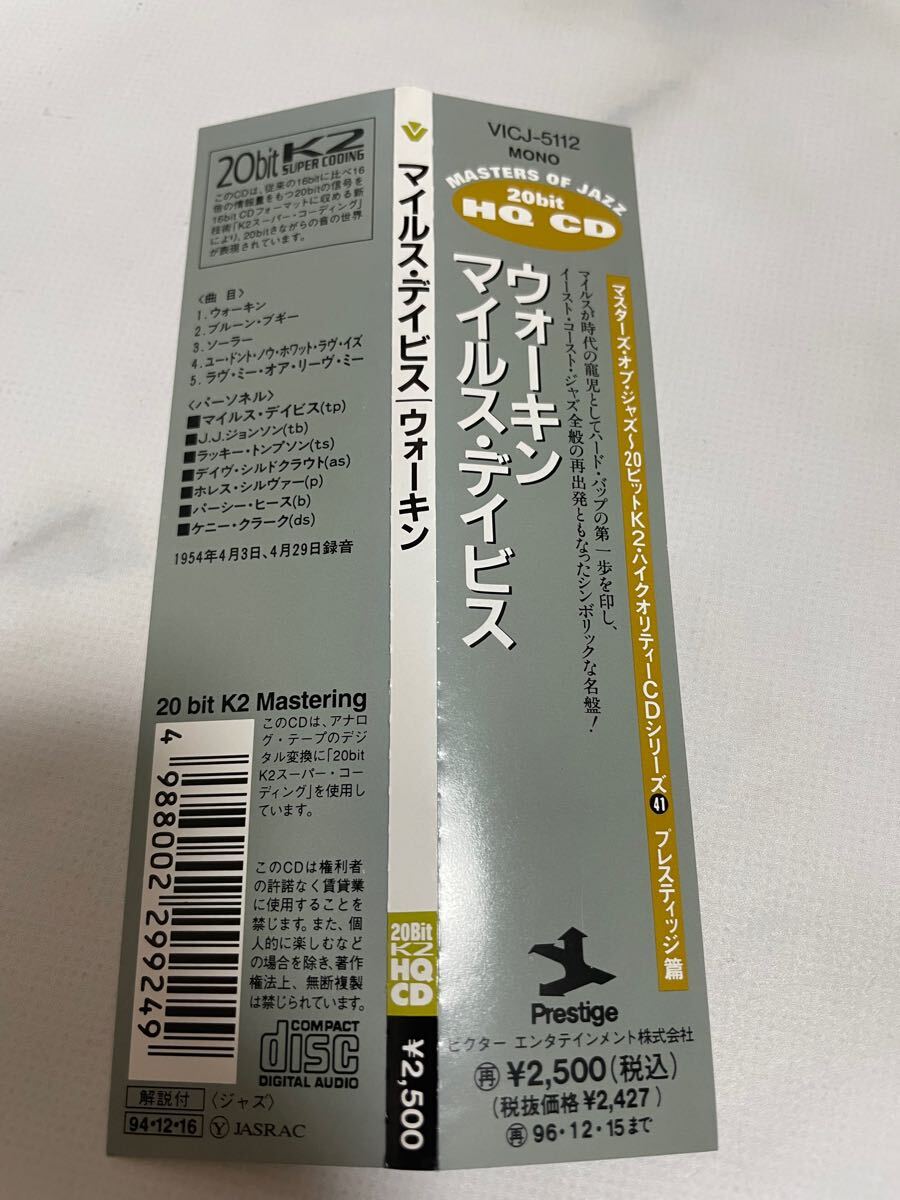 20bit K2
SUPER CODING
このCDは、従来の16bitに比べ16
倍の情報量をもつ20bitの信号を
16bit CDフォーマットに収める新
技術「K2スーパー・コーディング」
により、20bitさながらの音の世界
が表現されています。
〈曲 目〉
1. ウォーキン
2. ブルーン・ブギー
3. ソーラー
4. ユー・ドント・ノウ・ホワット・ラヴ・イズ
5. ラヴ・ミー・オア・リーヴ・ミー
〈パーソネル〉
■マイルス・デイビス(tp)
■J.J.ジョンソン(tb)
■ラッキー・トンプソン(ts)
■デイヴ・シルドクラウト(as)
■ホレス・シルヴァー(p)
■パーシー・ヒース(b)
■ケニー・クラーク(ds)
1954年4月3日、4月29日録音
20 bit K2 Mastering
このCDは、アナロ
グ・テープのデジ
タル変換に「20bit
K2スーパー・コー
ディング」を使用し
ています。
4 988002 299249
このCDは権利者
の許諾なく賃貸業
に使用することを
禁じます。また、個
人的に楽しむなど
の場合を除き、著作
権法上、無断複製
は禁じられています。
COMPACT
disc
DIGITAL AUDIO
解説付 〈ジャズ〉
94・12・16 Ⓨ JASRAC
マイルス・デイビス|ウォーキン
20Bit
K2
HQ
CD
¥2,500
VICJ-5112
MONO
MASTERS OF JAZZ
20bit
HQ CD
マスターズ・オブ・ジャズ〜20ビットK2・ハイクオリティーCDシリーズ㊶ プレスティッジ篇
マイルスが時代の寵児としてハード・バップの第一歩を印し、
イースト・コースト・ジャズ全般の再出発ともなったシンボリックな名盤!
ウォーキン
マイルス・デイビス
Prestige
ビクター エンタテインメント株式会社
再 ¥2,500(税込)
(税抜価格¥2,427)
再 96・12・15まで